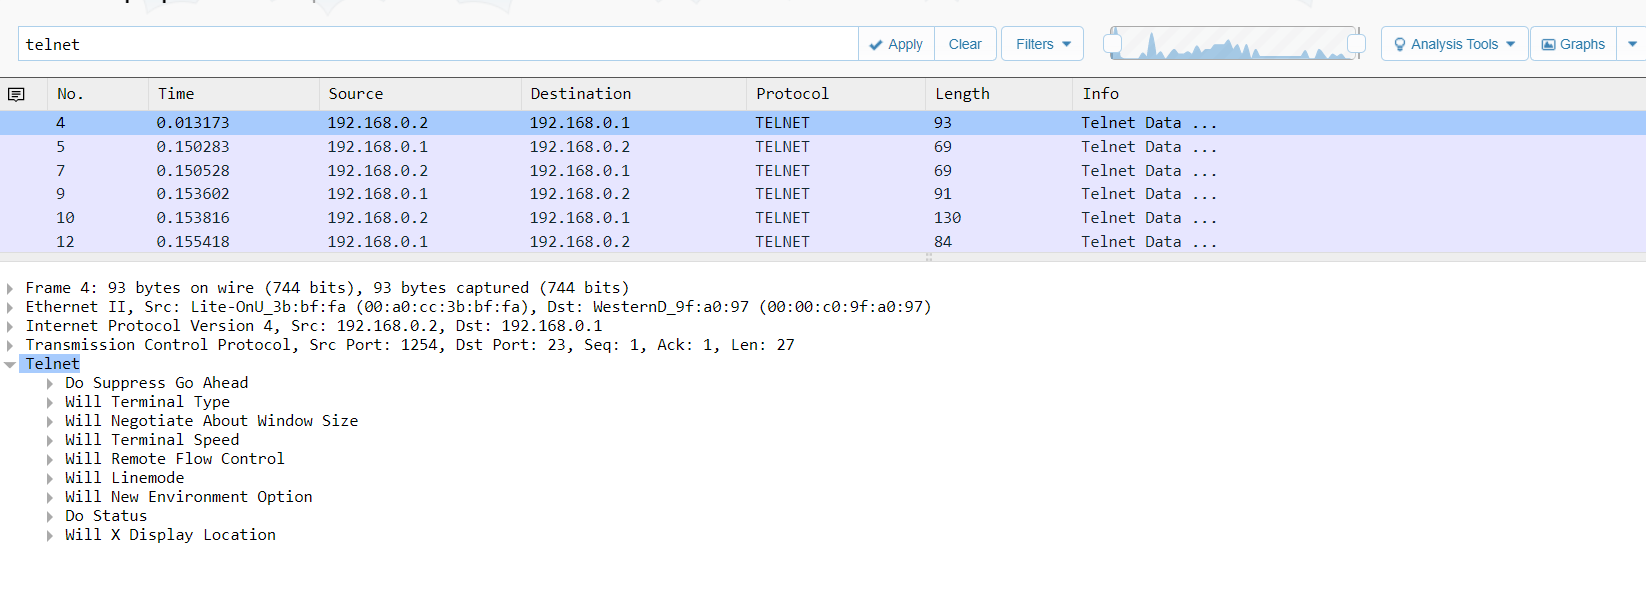 telnet Apply Clear Filters Analysis Tools Graphs
No. Time Source Destination Protocol Length Info
4 0.013173 192.168.0.2 192.168.0.1 TELNET 93 Telnet Data ...
5 0.150283 192.168.0.1 192.168.0.2 TELNET 69 Telnet Data ...
7 0.150528 192.168.0.2 192.168.0.1 TELNET 69 Telnet Data ...
9 0.153602 192.168.0.1 192.168.0.2 TELNET 91 Telnet Data ...
10 0.153816 192.168.0.2 192.168.0.1 TELNET 130 Telnet Data ...
12 0.155418 192.168.0.1 192.168.0.2 TELNET 84 Telnet Data ...
Frame 4: 93 bytes on wire (744 bits), 93 bytes captured (744 bits)
Ethernet II, Src: Lite-OnU_3b:bf:fa (00:a0:cc:3b:bf:fa), Dst: WesternD_9f:a0:97 (00:00:c0:9f:a0:97)
Internet Protocol Version 4, Src: 192.168.0.2, Dst: 192.168.0.1
Transmission Control Protocol, Src Port: 1254, Dst Port: 23, Seq: 1, Ack: 1, Len: 27
Telnet
Do Suppress Go Ahead
Will Terminal Type
Will Negotiate About Window Size
Will Terminal Speed
Will Remote Flow Control
Will Linemode
Will New Environment Option
Do Status
Will X Display Location